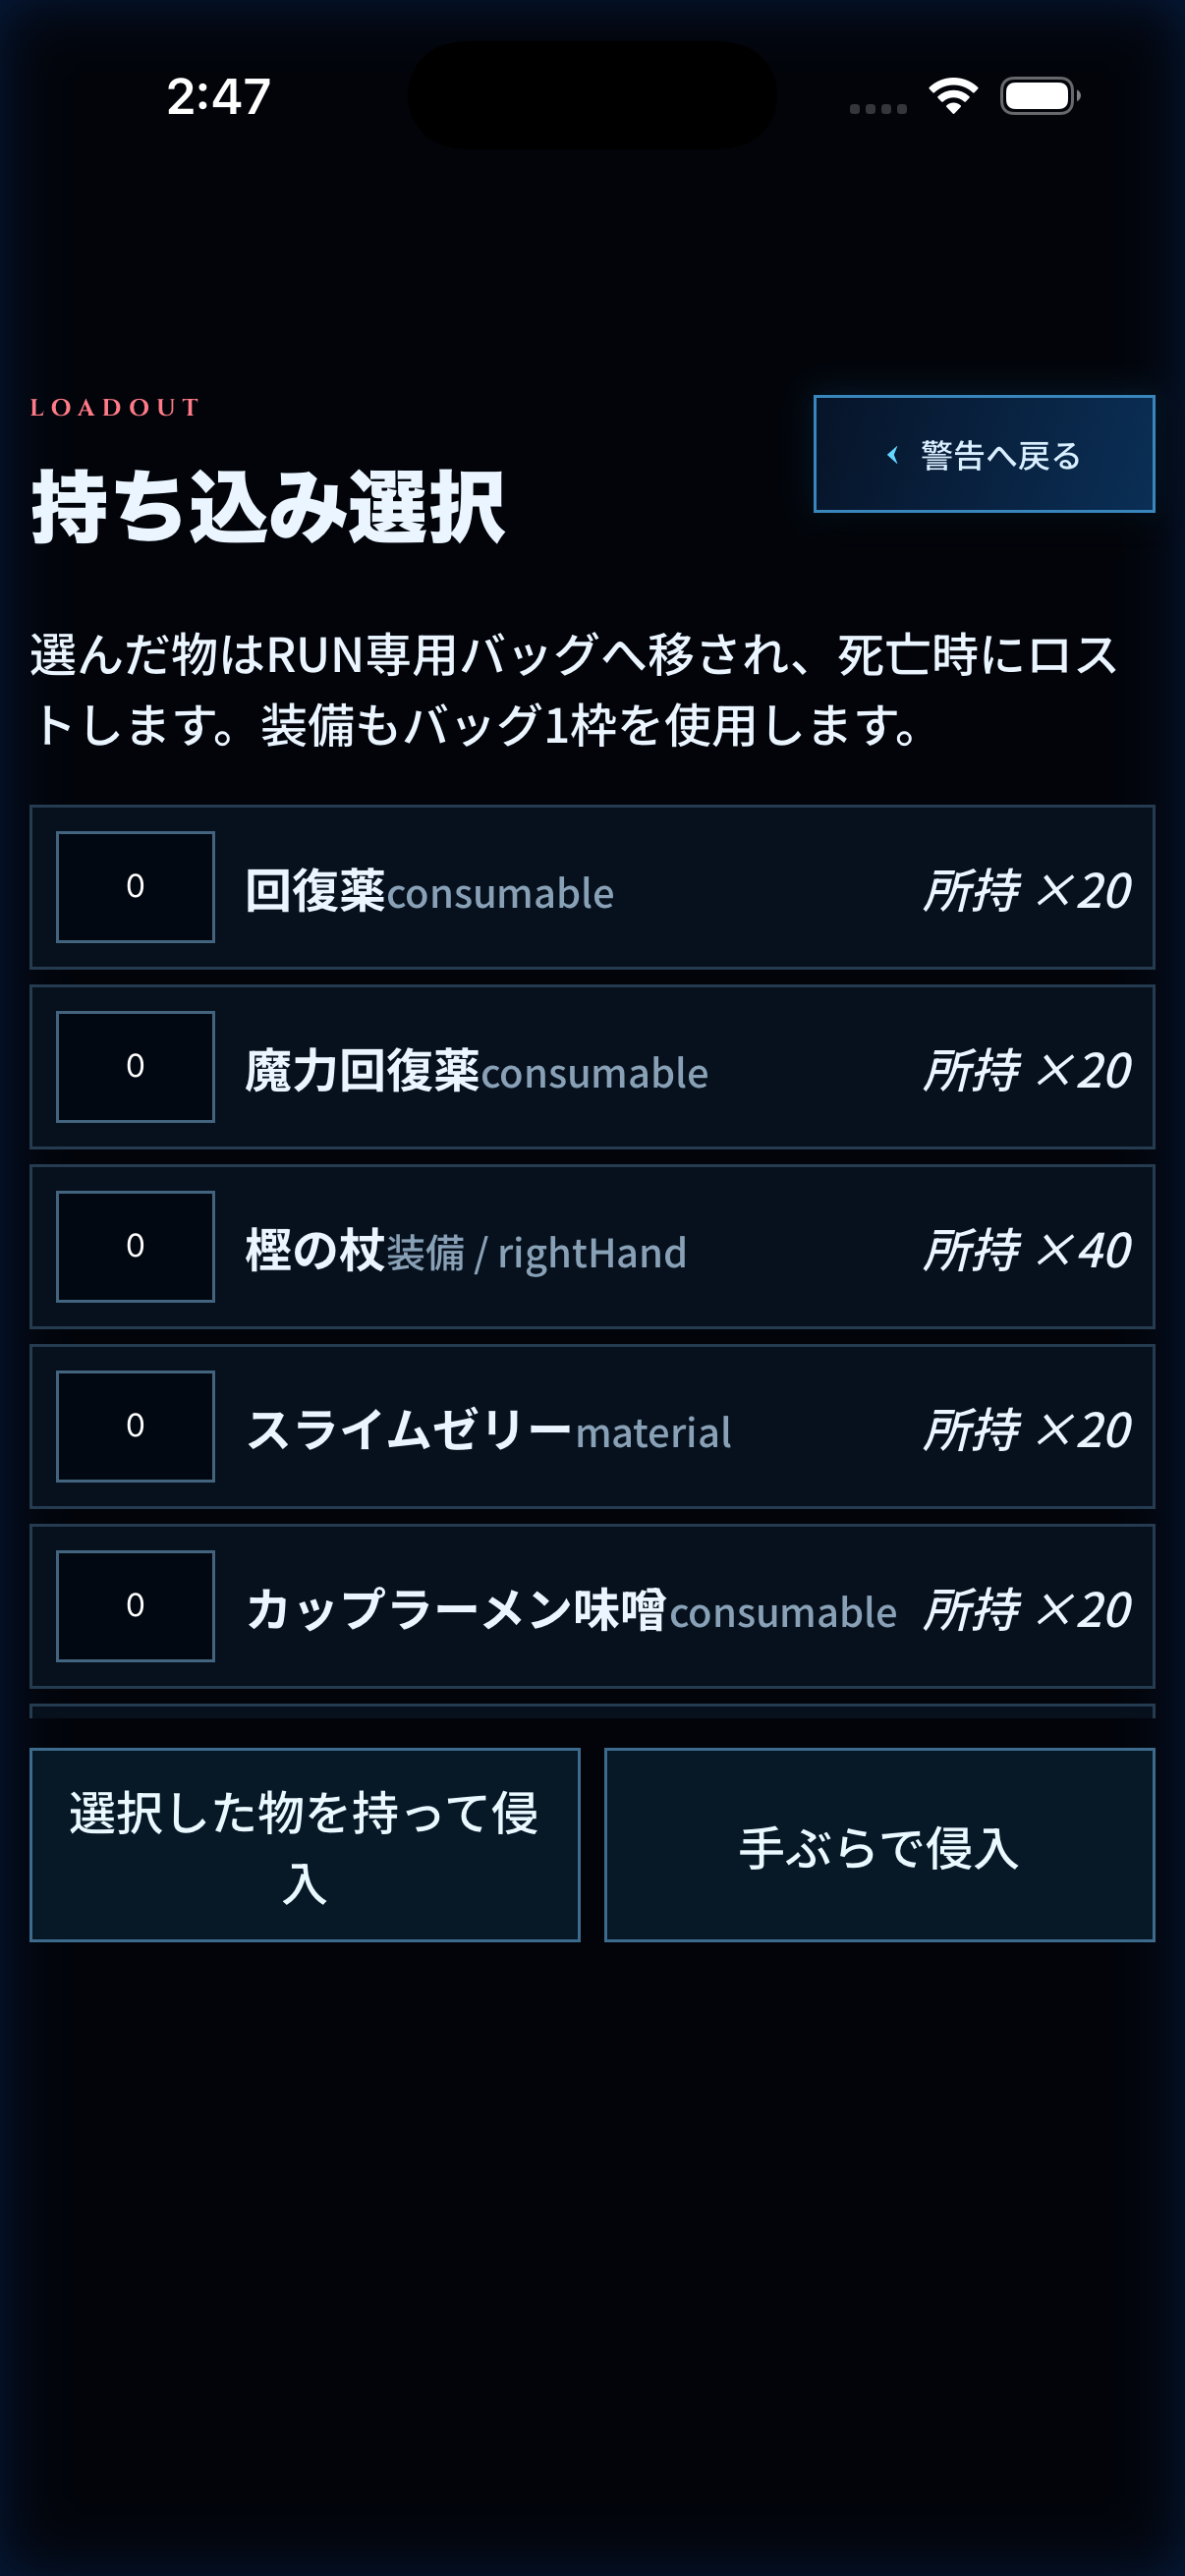 2:47
LOADOUT
持ち込み選択
警告へ戻る
選んだ物はRUN専用バッグへ移され、死亡時にロス
トします。装備もバッグ1枠を使用します。
0 回復薬consumable 所持 ×20
0 魔力回復薬consumable 所持 ×20
0 樫の杖装備 / rightHand 所持 ×40
0 スライムゼリーmaterial 所持 ×20
0 カップラーメン味噌consumable 所持 ×20
選択した物を持って侵
入
手ぶらで侵入